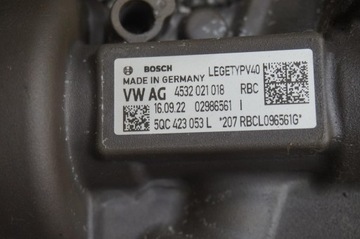 BOSCH LEGETYPV40
MADE IN GERMANY
VW AG 4532 021 018 RBC
16.09.22 02986561 I
5QC 423 053 L *207 RBCL096561G*